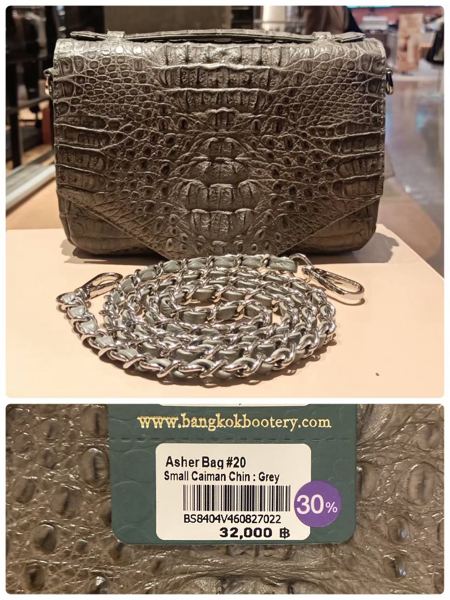 www.bangkokbootery.com
Asher Bag #20
Small Caiman Chin : Grey
30%
BS8404V460827022
32,000 ฿